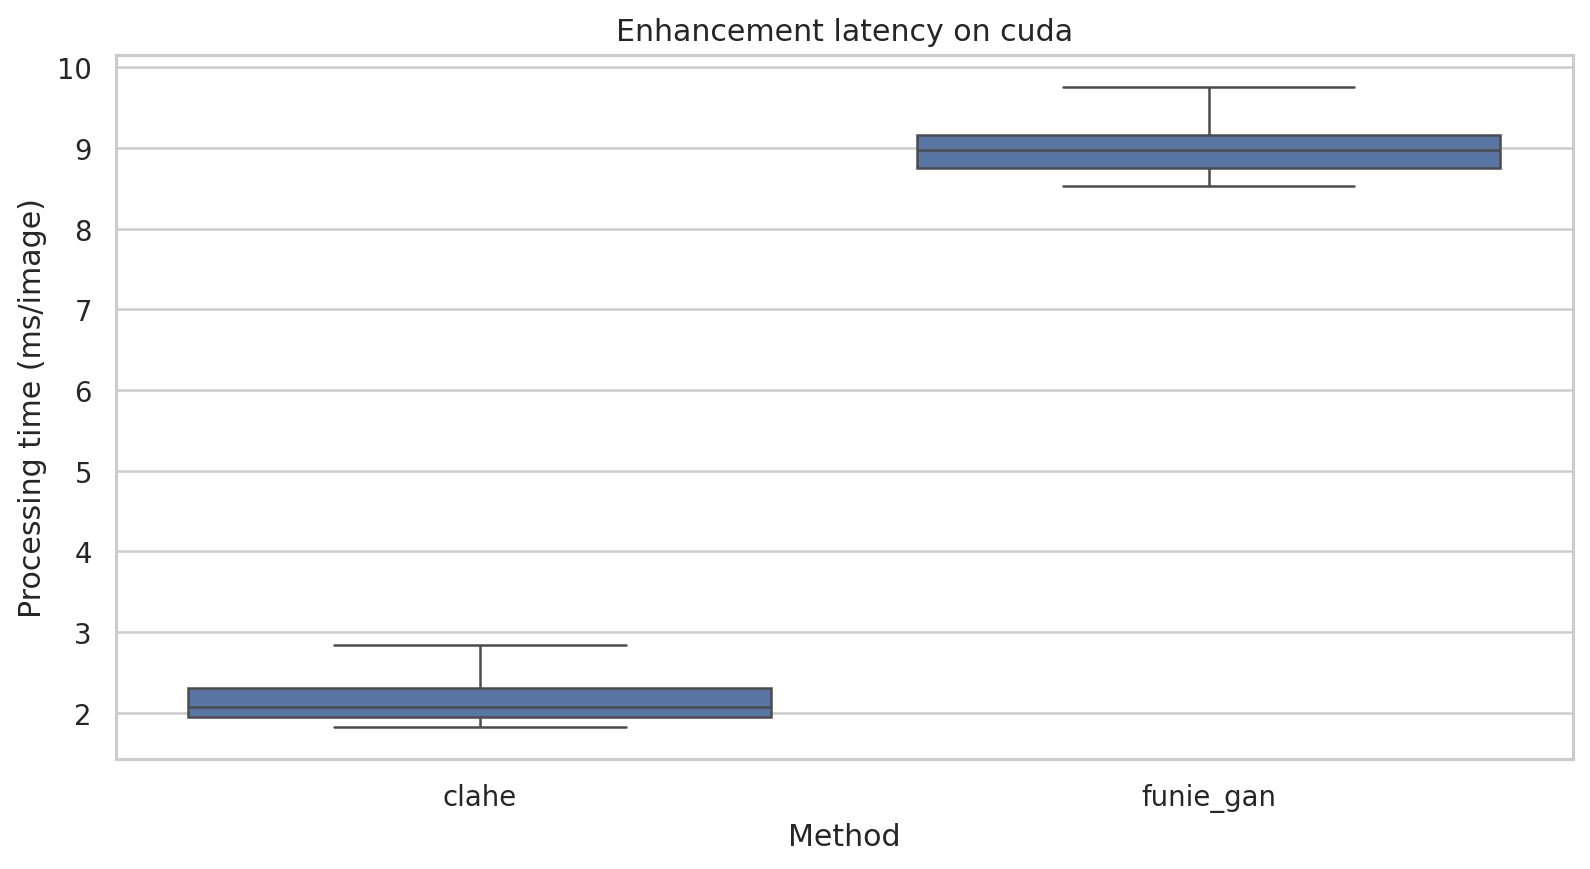 Enhancement latency on cuda
Processing time (ms/image)
10
9
8
7
6
5
4
3
2
clahe
funie_gan
Method